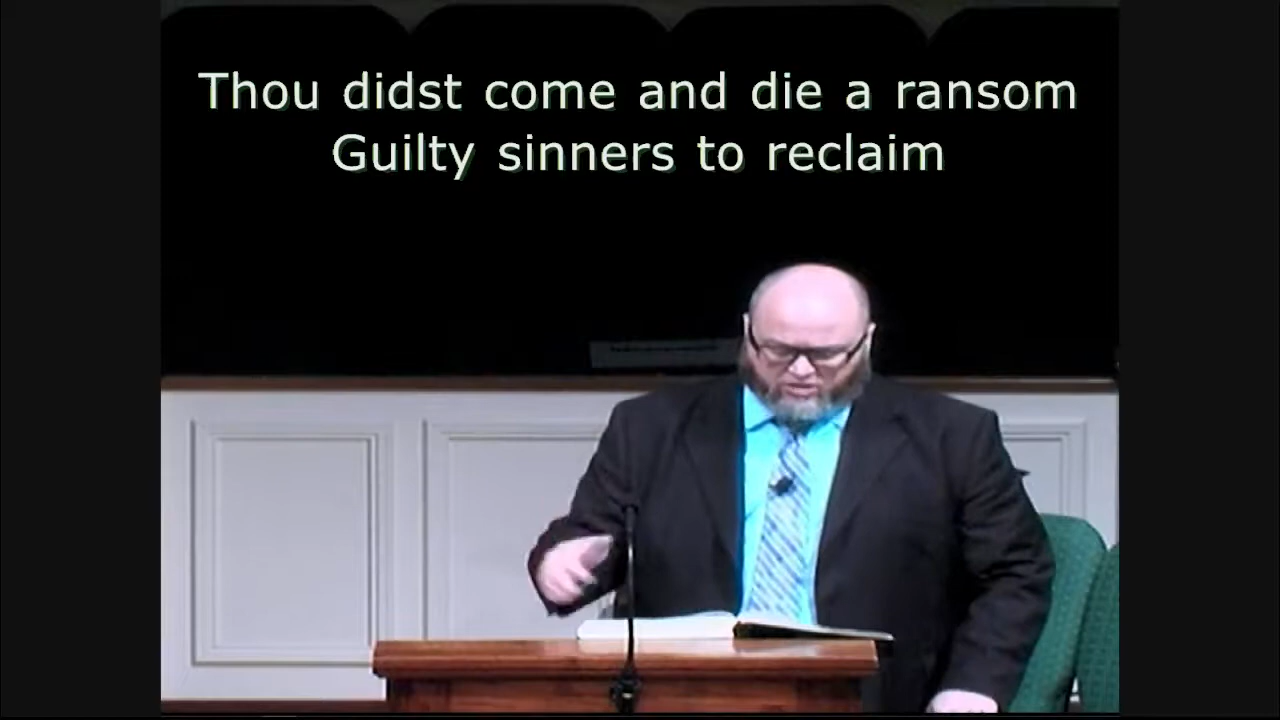 Thou didst come and die a ransom
Guilty sinners to reclaim